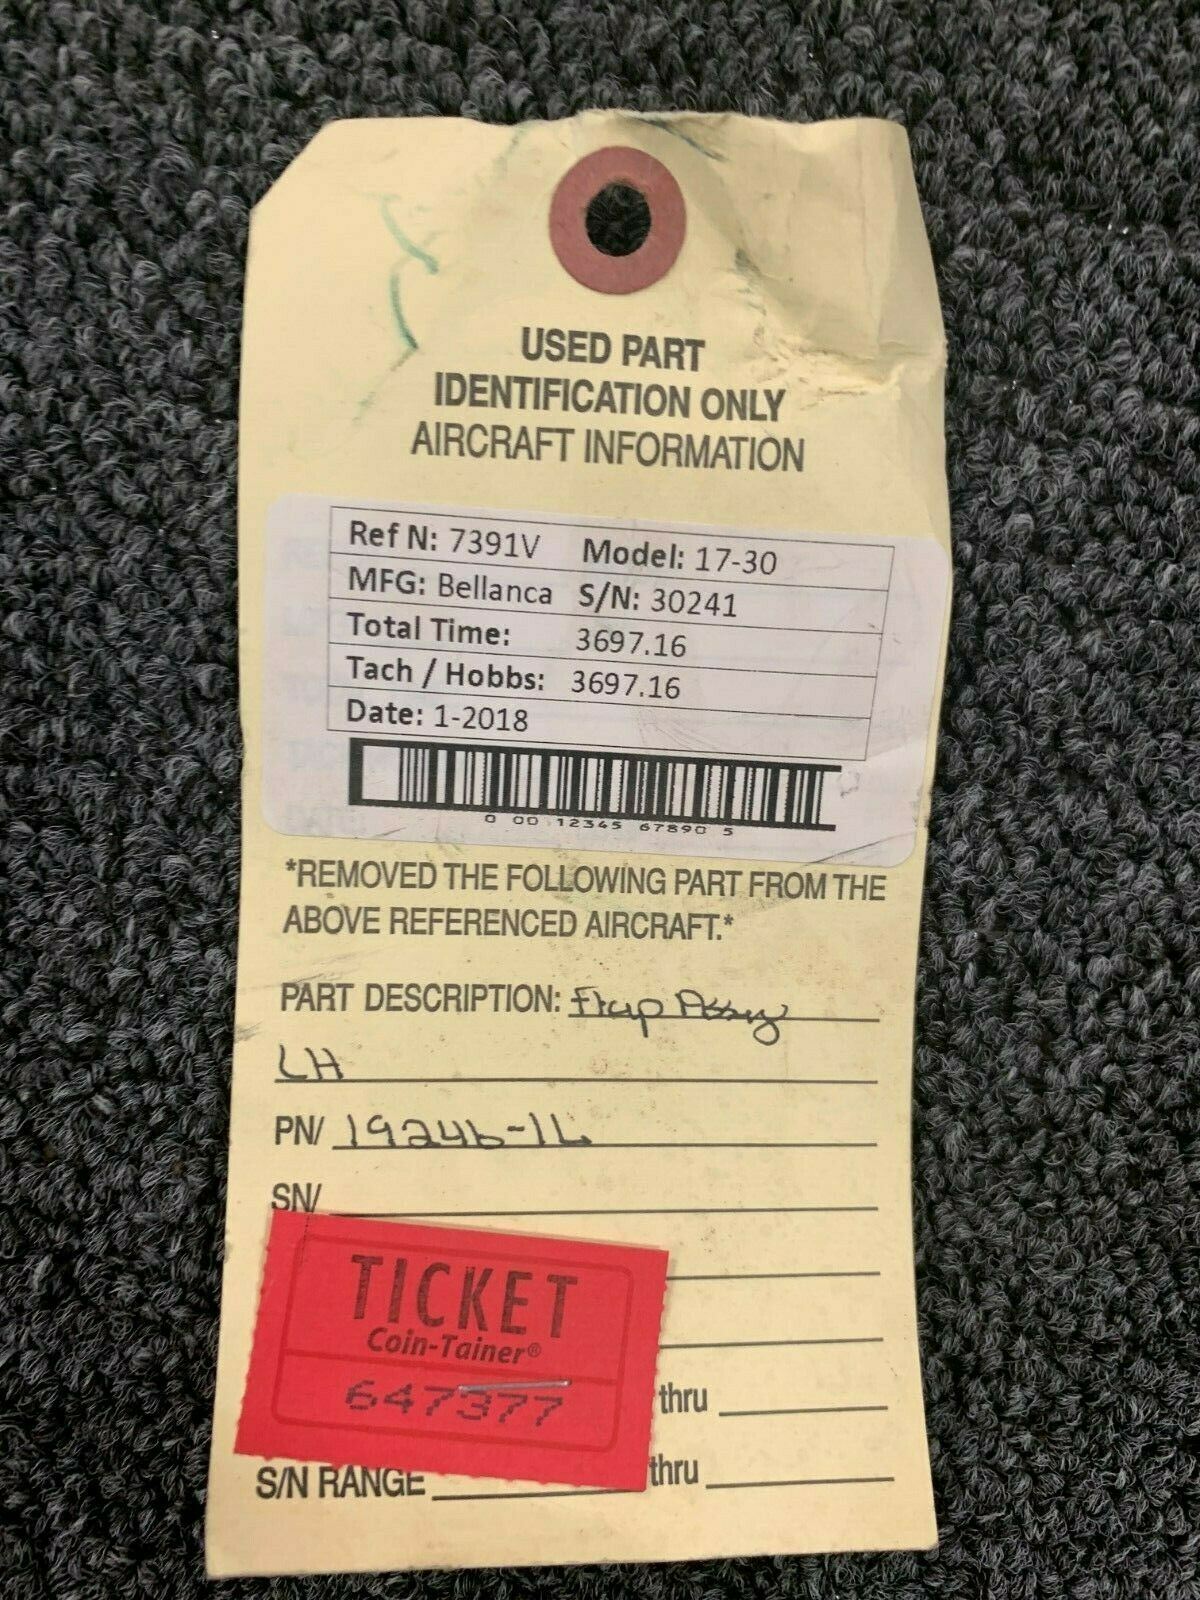 USED PART
IDENTIFICATION ONLY
AIRCRAFT INFORMATION
Ref N: 7391V Model: 17-30
MFG: Bellanca S/N: 30241
Total Time: 3697.16
Tach / Hobbs: 3697.16
Date: 1-2018
0 00 12345 67890 5
*REMOVED THE FOLLOWING PART FROM THE
ABOVE REFERENCED AIRCRAFT.*
PART DESCRIPTION: Flap Assy
LH
PN/ 19246-1L
SN/
TICKET
Coin-Tainer®
647377
thru
S/N RANGE thru